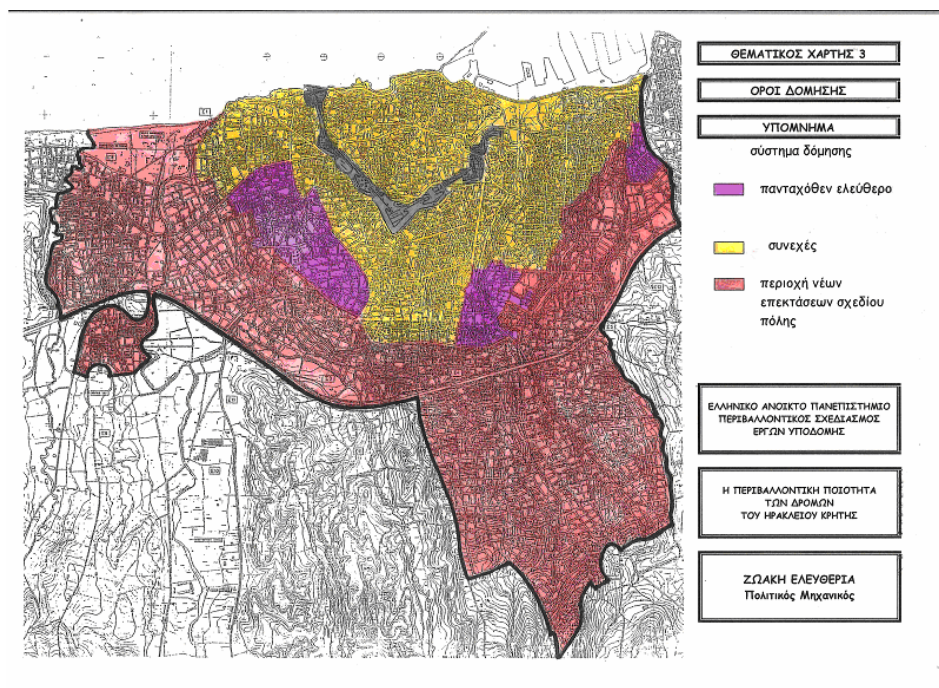 ΘΕΜΑΤΙΚΟΣ ΧΑΡΤΗΣ 3
ΟΡΟΙ ΔΟΜΗΣΗΣ
ΥΠΟΜΝΗΜΑ
σύστημα δόμησης
πανταχόθεν ελεύθερο
συνεχές
περιοχή νέων
επεκτάσεων σχεδίου
πόλης
ΕΛΛΗΝΙΚΟ ΑΝΟΙΚΤΟ ΠΑΝΕΠΙΣΤΗΜΙΟ
ΠΕΡΙΒΑΛΛΟΝΤΙΚΟΣ ΣΧΕΔΙΑΣΜΟΣ
ΕΡΓΩΝ ΥΠΟΔΟΜΗΣ
Η ΠΕΡΙΒΑΛΛΟΝΤΙΚΗ ΠΟΙΟΤΗΤΑ
ΤΩΝ ΔΡΟΜΩΝ
ΤΟΥ ΗΡΑΚΛΕΙΟΥ ΚΡΗΤΗΣ
ΖΩΑΚΗ ΕΛΕΥΘΕΡΙΑ
Πολιτικός Μηχανικός